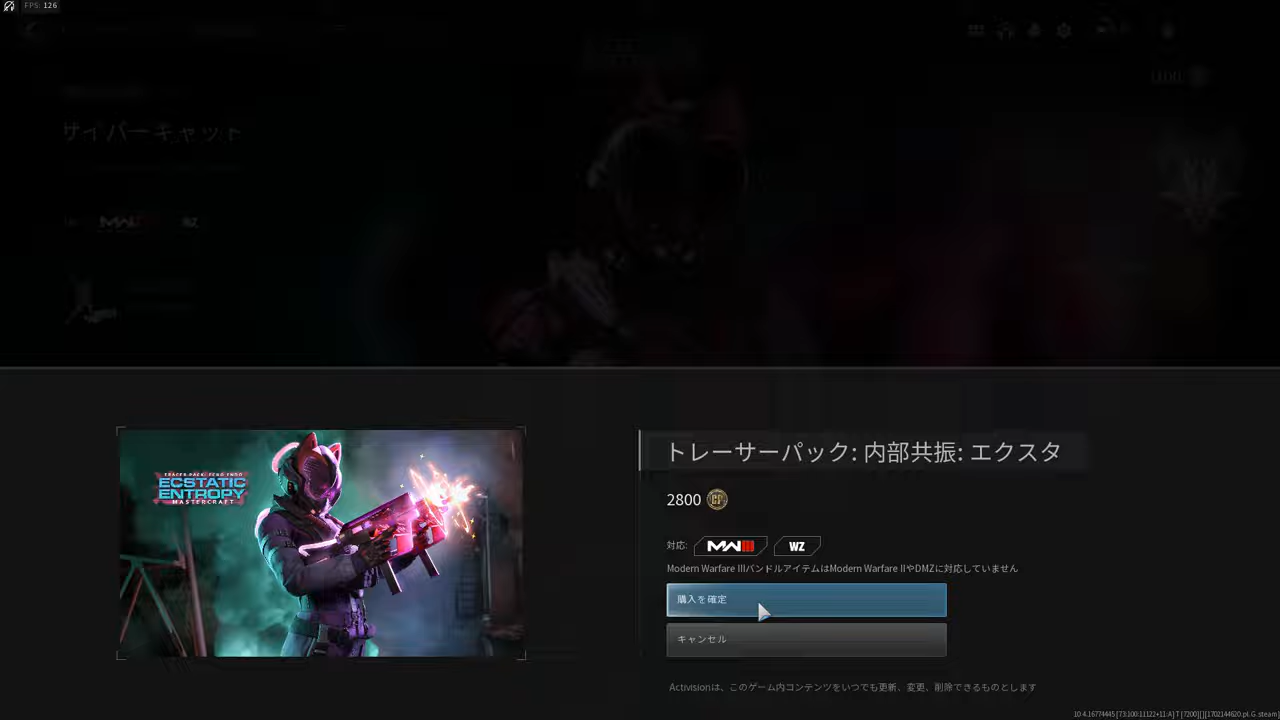 FPS: 126
サイバーキャット
TRACER PACK: ECHO ENDO
ECSTATIC
ENTROPY
MASTERCRAFT
トレーサーパック: 内部共振: エクスタ
2800 CP
対応: MWIII WZ
Modern Warfare IIIバンドルアイテムはModern Warfare IIやDMZに対応していません
購入を確定
キャンセル
Activisionは、このゲーム内コンテンツをいつでも更新、変更、削除できるものとします